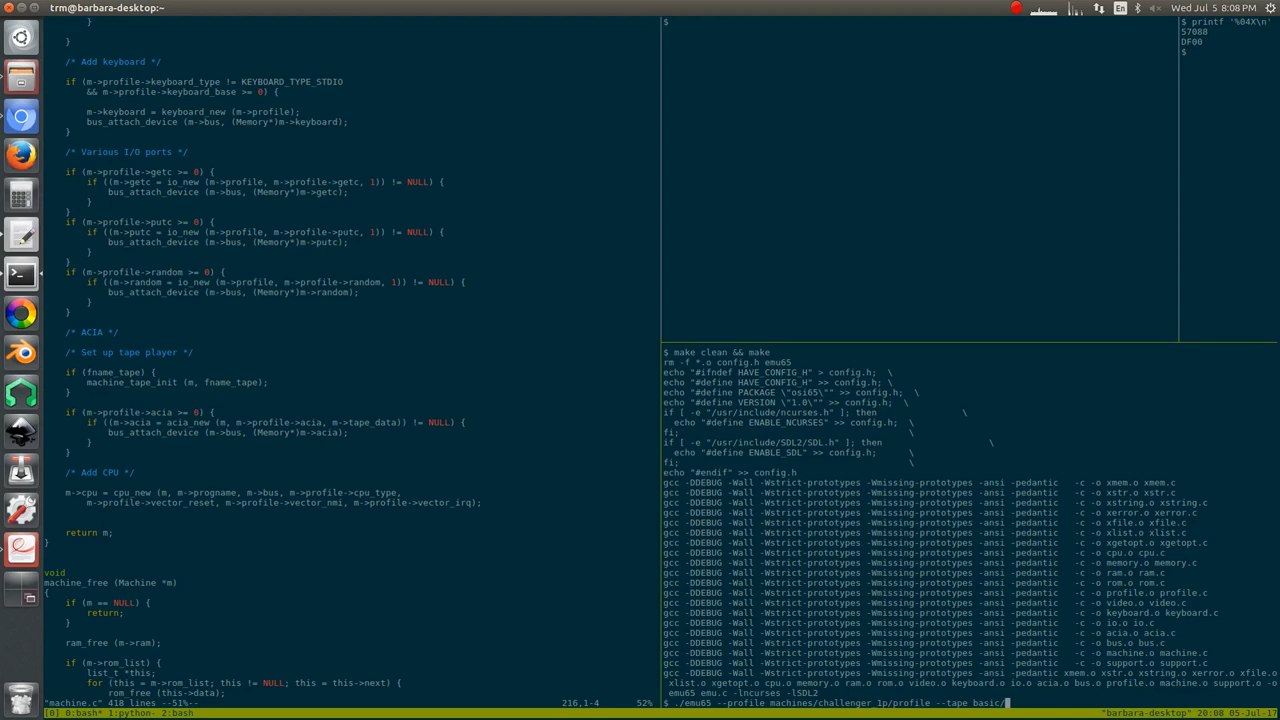 trm@barbara-desktop:~
En
Wed Jul 5 8:08 PM
        }

    }

    /* Add keyboard */

    if (m->profile->keyboard_type != KEYBOARD_TYPE_STDIO
        && m->profile->keyboard_base >= 0) {

        m->keyboard = keyboard_new (m->profile);
        bus_attach_device (m->bus, (Memory*)m->keyboard);
    }

    /* Various I/O ports */

    if (m->profile->getc >= 0) {
        if ((m->getc = io_new (m->profile, m->profile->getc, 1)) != NULL) {
            bus_attach_device (m->bus, (Memory*)m->getc);
        }
    }
    if (m->profile->putc >= 0) {
        if ((m->putc = io_new (m->profile, m->profile->putc, 1)) != NULL) {
            bus_attach_device (m->bus, (Memory*)m->putc);
        }
    }
    if (m->profile->random >= 0) {
        if ((m->random = io_new (m->profile, m->profile->random, 1)) != NULL) {
            bus_attach_device (m->bus, (Memory*)m->random);
        }
    }

    /* ACIA */

    /* Set up tape player */

    if (fname_tape) {
        machine_tape_init (m, fname_tape);
    }

    if (m->profile->acia >= 0) {
        if ((m->acia = acia_new (m, m->profile->acia, m->tape_data)) != NULL) {
            bus_attach_device (m->bus, (Memory*)m->acia);
        }
    }

    /* Add CPU */

    m->cpu = cpu_new (m, m->progname, m->bus, m->profile->cpu_type,
        m->profile->vector_reset, m->profile->vector_nmi, m->profile->vector_irq);


    return m;
}


void
machine_free (Machine *m)
{
    if (m == NULL) {
        return;
    }

    ram_free (m->ram);

    if (m->rom_list) {
        list_t *this;
        for (this = m->rom_list; this != NULL; this = this->next) {
            rom_free (this->data);
"machine.c" 418 lines --51%-- 216,1-4 52%
$
$ printf '%04X\n'
57088
DF00
$
$ make clean && make
rm -f *.o config.h emu65
echo "#ifndef HAVE_CONFIG_H" > config.h;  \
echo "#define HAVE_CONFIG_H" >> config.h; \
echo "#define PACKAGE \"osi65\"" >> config.h;  \
echo "#define VERSION \"1.0\"" >> config.h;  \
if [ -e "/usr/include/ncurses.h" ]; then \
  echo "#define ENABLE_NCURSES" >> config.h;  \
fi; \
if [ -e "/usr/include/SDL2/SDL.h" ]; then \
  echo "#define ENABLE_SDL" >> config.h; \
fi; \
echo "#endif" >> config.h
gcc -DDEBUG -Wall -Wstrict-prototypes -Wmissing-prototypes -ansi -pedantic   -c -o xmem.o xmem.c
gcc -DDEBUG -Wall -Wstrict-prototypes -Wmissing-prototypes -ansi -pedantic   -c -o xstr.o xstr.c
gcc -DDEBUG -Wall -Wstrict-prototypes -Wmissing-prototypes -ansi -pedantic   -c -o xstring.o xstring.c
gcc -DDEBUG -Wall -Wstrict-prototypes -Wmissing-prototypes -ansi -pedantic   -c -o xerror.o xerror.c
gcc -DDEBUG -Wall -Wstrict-prototypes -Wmissing-prototypes -ansi -pedantic   -c -o xfile.o xfile.c
gcc -DDEBUG -Wall -Wstrict-prototypes -Wmissing-prototypes -ansi -pedantic   -c -o xlist.o xlist.c
gcc -DDEBUG -Wall -Wstrict-prototypes -Wmissing-prototypes -ansi -pedantic   -c -o xgetopt.o xgetopt.c
gcc -DDEBUG -Wall -Wstrict-prototypes -Wmissing-prototypes -ansi -pedantic   -c -o cpu.o cpu.c
gcc -DDEBUG -Wall -Wstrict-prototypes -Wmissing-prototypes -ansi -pedantic   -c -o memory.o memory.c
gcc -DDEBUG -Wall -Wstrict-prototypes -Wmissing-prototypes -ansi -pedantic   -c -o ram.o ram.c
gcc -DDEBUG -Wall -Wstrict-prototypes -Wmissing-prototypes -ansi -pedantic   -c -o rom.o rom.c
gcc -DDEBUG -Wall -Wstrict-prototypes -Wmissing-prototypes -ansi -pedantic   -c -o profile.o profile.c
gcc -DDEBUG -Wall -Wstrict-prototypes -Wmissing-prototypes -ansi -pedantic   -c -o video.o video.c
gcc -DDEBUG -Wall -Wstrict-prototypes -Wmissing-prototypes -ansi -pedantic   -c -o keyboard.o keyboard.c
gcc -DDEBUG -Wall -Wstrict-prototypes -Wmissing-prototypes -ansi -pedantic   -c -o io.o io.c
gcc -DDEBUG -Wall -Wstrict-prototypes -Wmissing-prototypes -ansi -pedantic   -c -o acia.o acia.c
gcc -DDEBUG -Wall -Wstrict-prototypes -Wmissing-prototypes -ansi -pedantic   -c -o bus.o bus.c
gcc -DDEBUG -Wall -Wstrict-prototypes -Wmissing-prototypes -ansi -pedantic   -c -o machine.o machine.c
gcc -DDEBUG -Wall -Wstrict-prototypes -Wmissing-prototypes -ansi -pedantic   -c -o support.o support.c
gcc -DDEBUG -Wall -Wstrict-prototypes -Wmissing-prototypes -ansi -pedantic xmem.o xstr.o xstring.o xerror.o xfile.o
 xlist.o xgetopt.o cpu.o memory.o ram.o rom.o video.o keyboard.o io.o acia.o bus.o profile.o machine.o support.o -o
 emu65 emu.c -lncurses -lSDL2
$ ./emu65 --profile machines/challenger_1p/profile --tape basic/
[0] 0:bash* 1:python- 2:bash
"barbara-desktop" 20:08 05-Jul-17